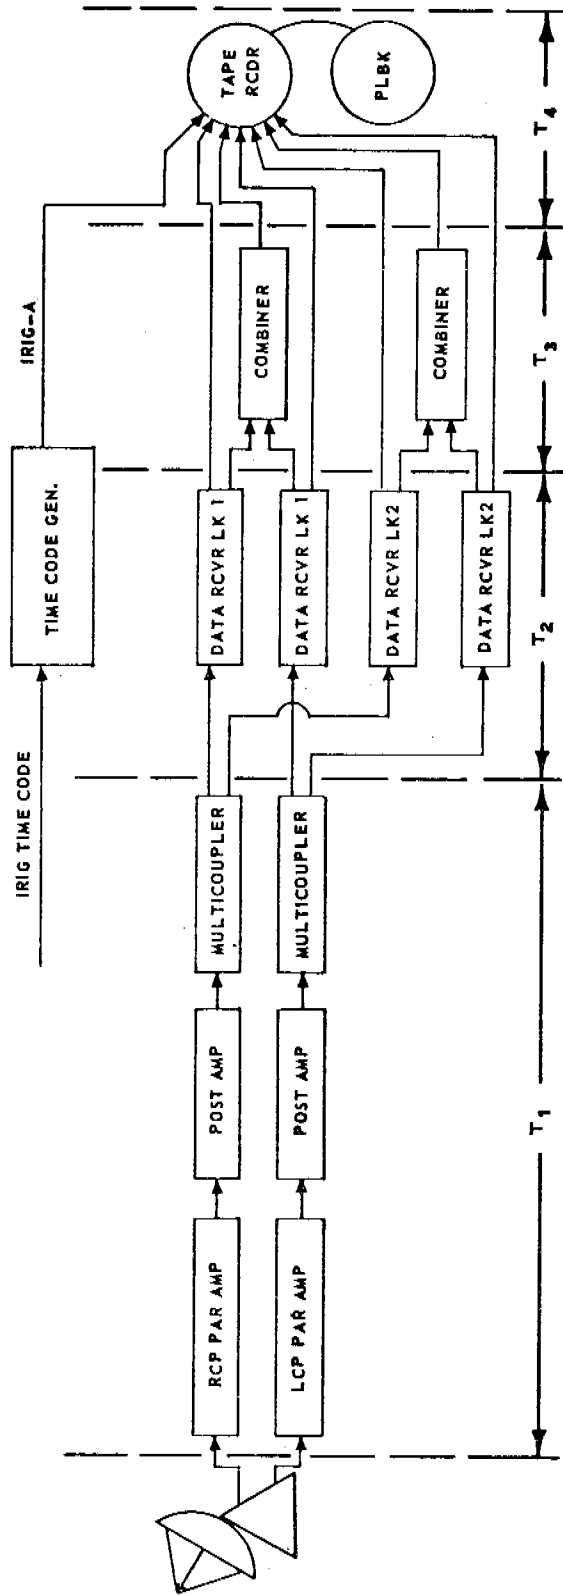 IRIG TIME CODE
TIME CODE GEN.
IRIG-A
RCP PAR AMP
POST AMP
MULTICOUPLER
DATA RCVR LK 1
COMBINER
TAPE
RCDR
LCP PAR AMP
POST AMP
MULTICOUPLER
DATA RCVR LK 1
PLBK
DATA RCVR LK2
COMBINER
DATA RCVR LK2
T1
T2
T3
T4